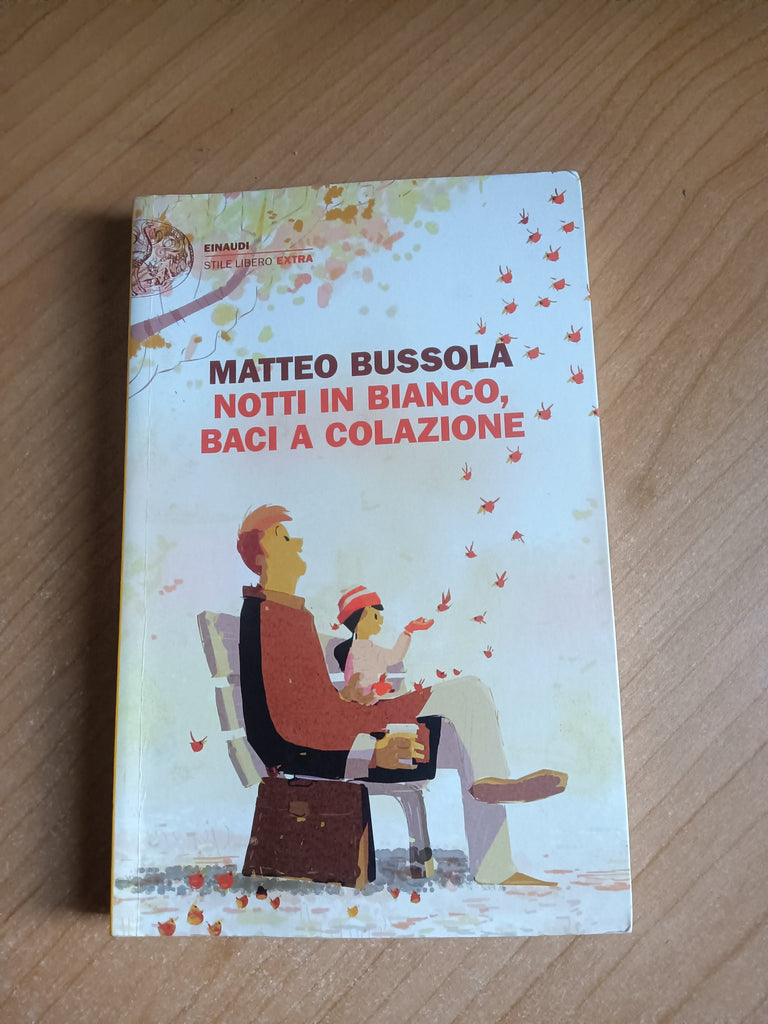 EINAUDI
STILE LIBERO EXTRA
MATTEO BUSSOLA
NOTTI IN BIANCO,
BACI A COLAZIONE